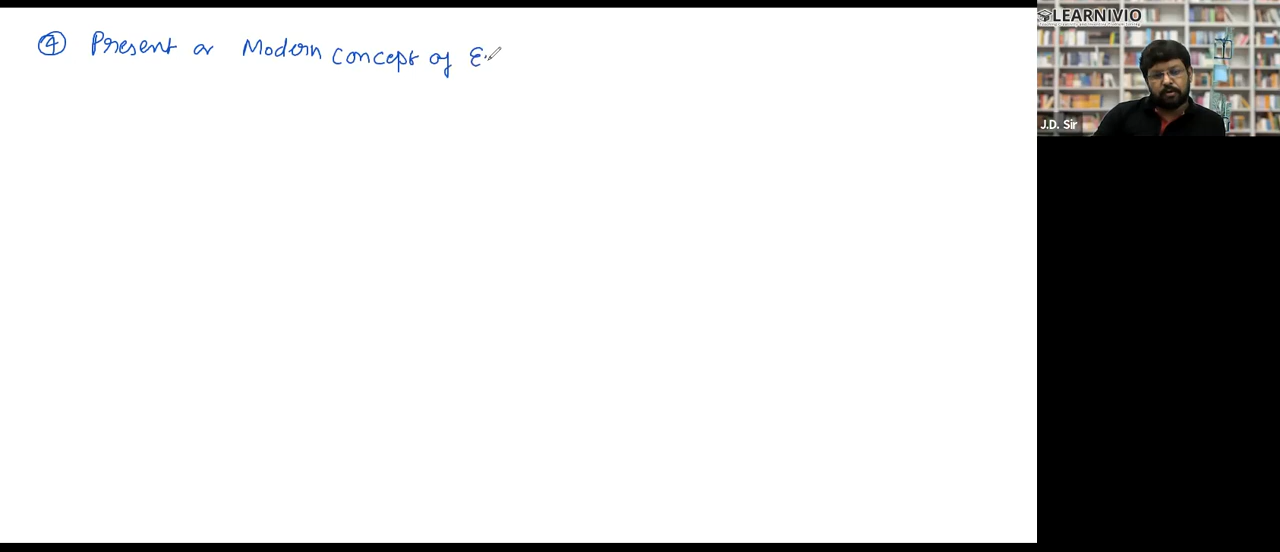 ④ Present or Modern concept of E..
LEARNIVIO
J.D. Sir